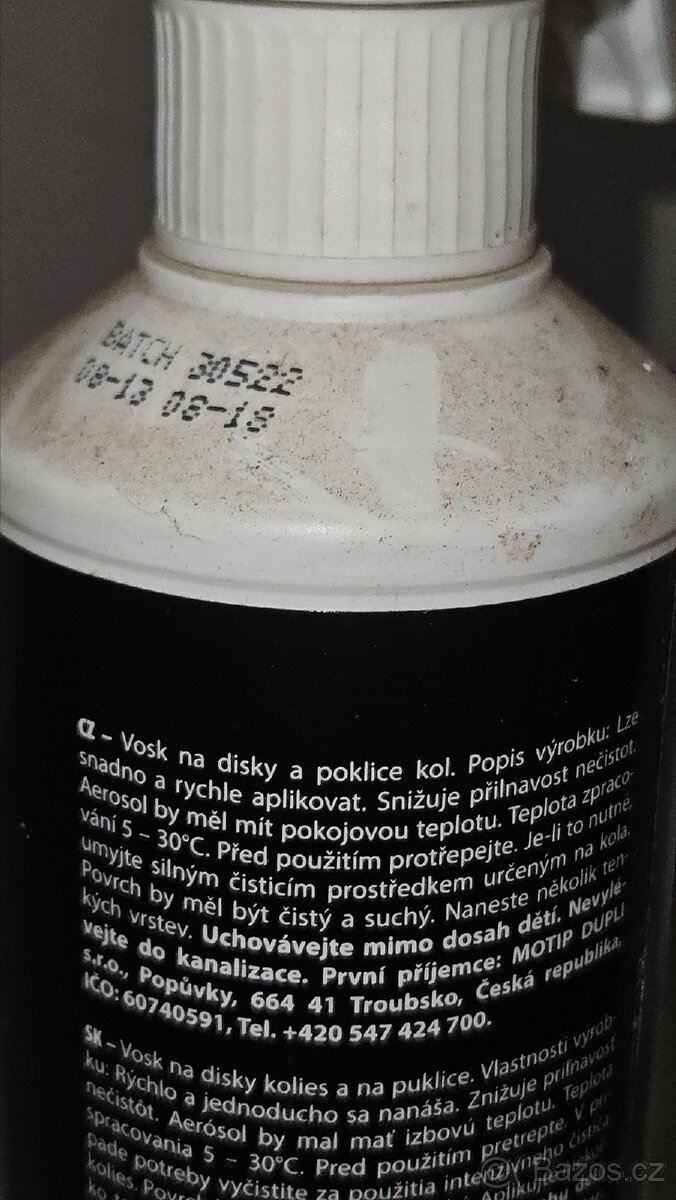 BATCH 30522
08-13 08-18
CZ – Vosk na disky a poklice kol. Popis výrobku: Lze
snadno a rychle aplikovat. Snižuje přilnavost nečistot.
Aerosol by měl mít pokojovou teplotu. Teplota zpraco-
vání 5 – 30°C. Před použitím protřepejte. Je-li to nutné,
umyjte silným čisticím prostředkem určeným na kola.
Povrch by měl být čistý a suchý. Naneste několik ten-
kých vrstev. Uchovávejte mimo dosah dětí. Nevylé-
vejte do kanalizace. První příjemce: MOTIP DUPLI
s.r.o., Popůvky, 664 41 Troubsko, Česká republika,
IČO: 60740591, Tel. +420 547 424 700.
SK – Vosk na disky kolies a na puklice. Vlastnosti výrob-
ku: Rýchlo a jednoducho sa nanáša. Znižuje priľnavosť
nečistôt. Aerósól by mal mať izbovú teplotu. Teplota
spracovania 5 – 30°C. Pred použitím pretrepte. V prí-
pade potreby vyčistite za použitia intenzívneho čističa
kolies. Povrch
Bazos.cz